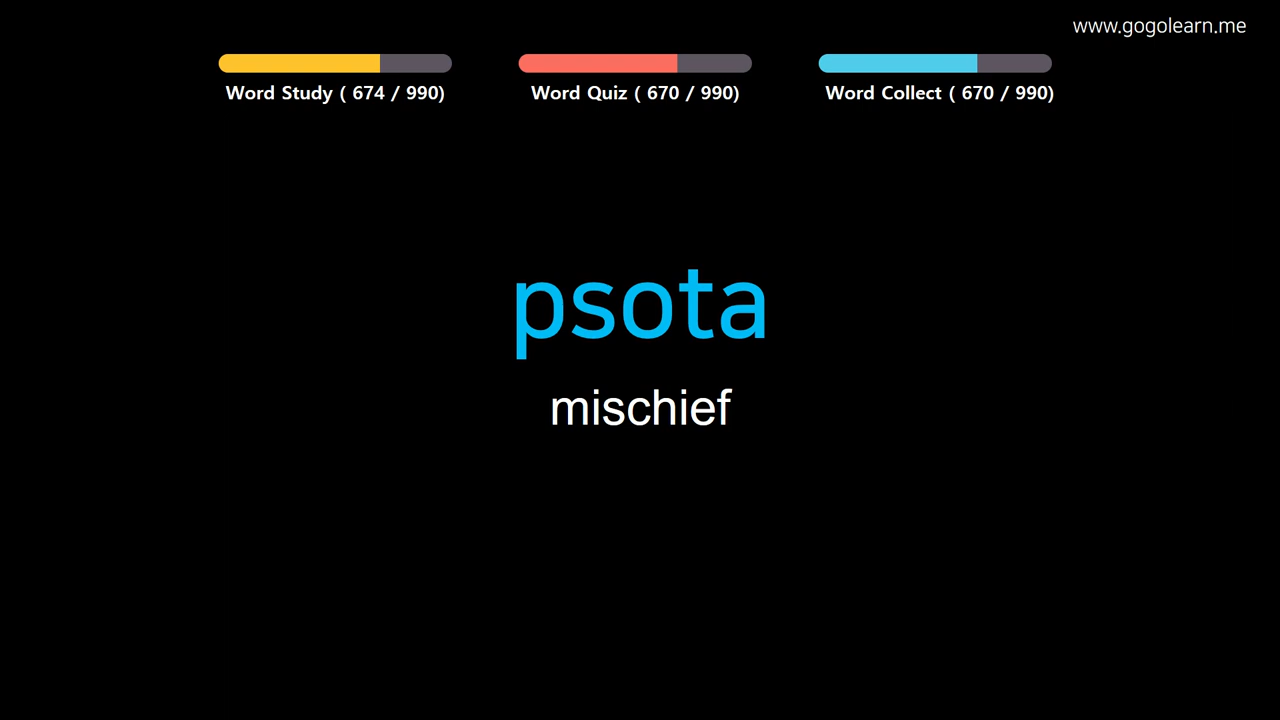 www.gogolearn.me
Word Study ( 674 / 990)
Word Quiz ( 670 / 990)
Word Collect ( 670 / 990)
psota
mischief